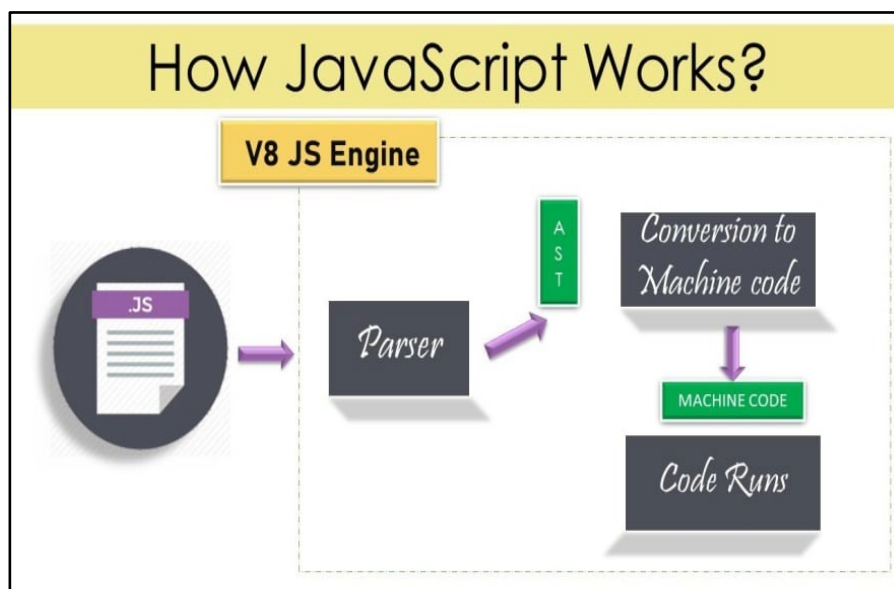 How JavaScript Works?
V8 JS Engine
.JS
Parser
A
S
T
Conversion to
Machine code
MACHINE CODE
Code Runs